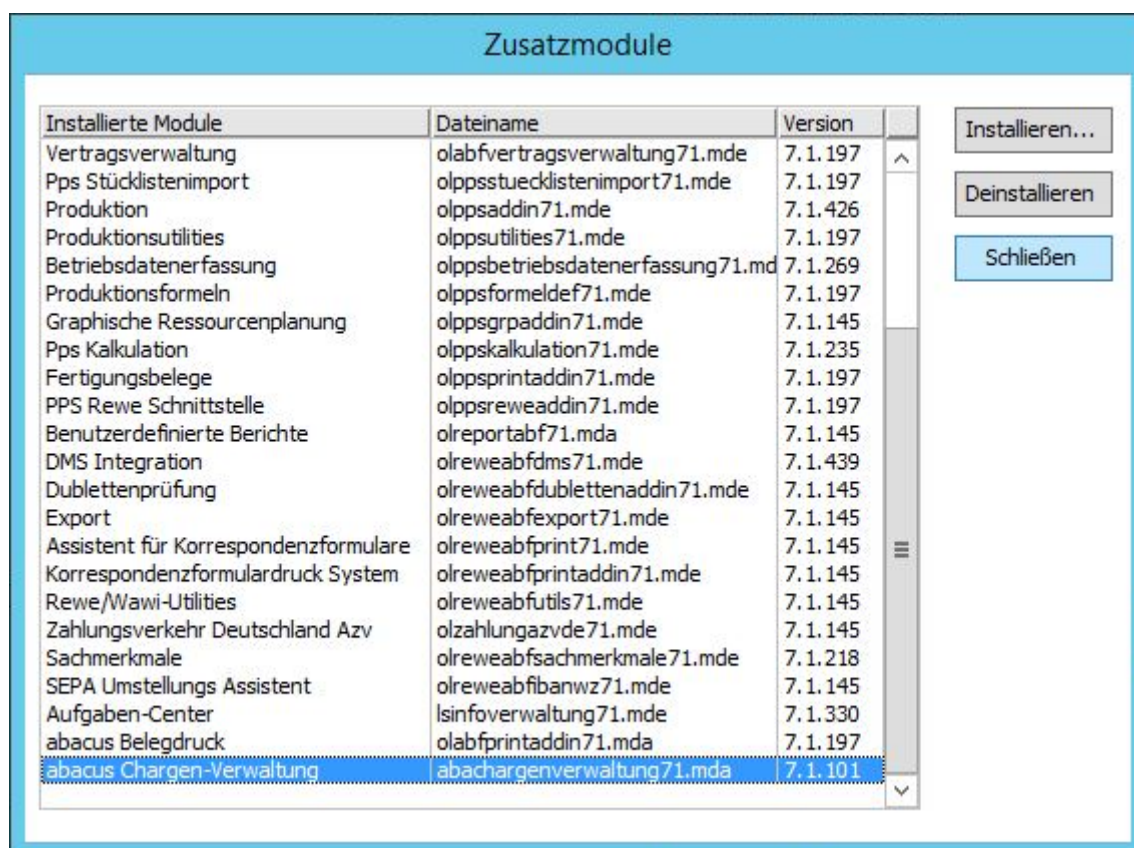 Zusatzmodule
Installierte Module Dateiname Version
Installieren...
Vertragsverwaltung olabfvertragsverwaltung71.mde 7.1.197
Pps Stücklistenimport olppsstuecklistenimport71.mde 7.1.197
Deinstallieren
Produktion olppsaddin71.mde 7.1.426
Produktionsutilities olppsutilities71.mde 7.1.197
Schließen
Betriebsdatenerfassung olppsbetriebsdatenerfassung71.md 7.1.269
Produktionsformeln olppsformeldef71.mde 7.1.197
Graphische Ressourcenplanung olppsgrpaddin71.mde 7.1.145
Pps Kalkulation olppskalkulation71.mde 7.1.235
Fertigungsbelege olppsprintaddin71.mde 7.1.197
PPS Rewe Schnittstelle olppsreweaddin71.mde 7.1.197
Benutzerdefinierte Berichte olreportabf71.mda 7.1.145
DMS Integration olreweabfdms71.mde 7.1.439
Dublettenprüfung olreweabfdublettenaddin71.mde 7.1.145
Export olreweabfexport71.mde 7.1.145
Assistent für Korrespondenzformulare olreweabfprint71.mde 7.1.145
Korrespondenzformulardruck System olreweabfprintaddin71.mde 7.1.145
Rewe/Wawi-Utilities olreweabfutils71.mde 7.1.145
Zahlungsverkehr Deutschland Azv olzahlungazvde71.mde 7.1.145
Sachmerkmale olreweabfsachmerkmale71.mde 7.1.218
SEPA Umstellungs Assistent olreweabfibanwz71.mde 7.1.145
Aufgaben-Center lsinfoverwaltung71.mde 7.1.330
abacus Belegdruck olabfprintaddin71.mda 7.1.197
abacus Chargen-Verwaltung abachargenverwaltung71.mda 7.1.101